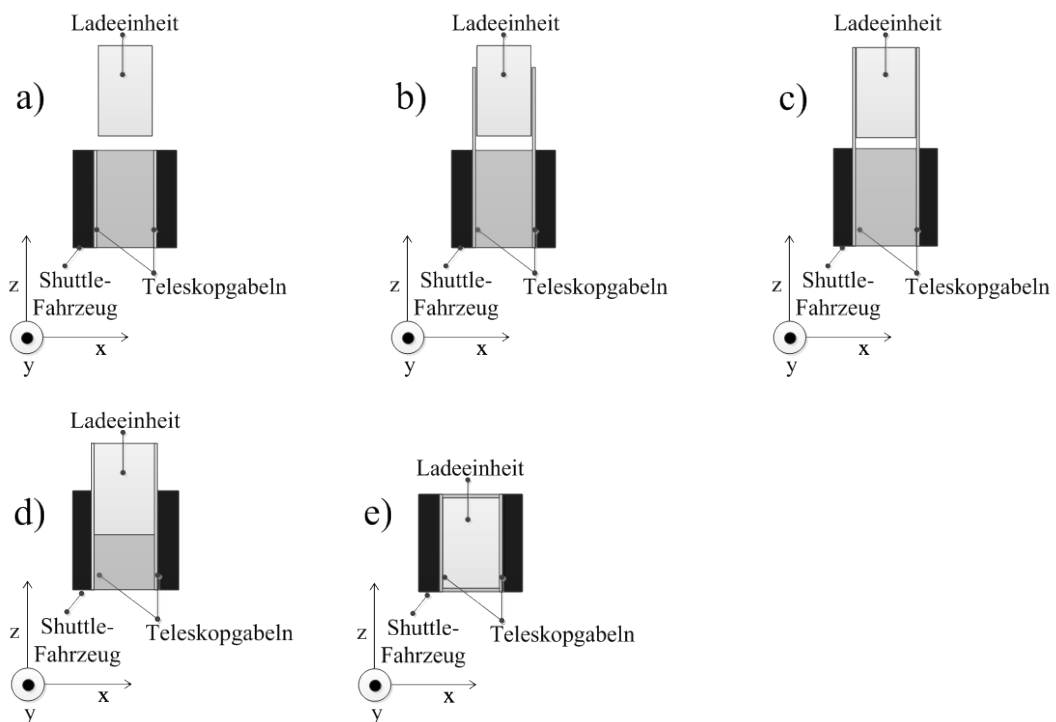 Ladeeinheit
a)
Shuttle-
Fahrzeug
Teleskopgabeln
z
x
y
Ladeeinheit
b)
Shuttle-
Fahrzeug
Teleskopgabeln
z
x
y
Ladeeinheit
c)
Shuttle-
Fahrzeug
Teleskopgabeln
z
x
y
Ladeeinheit
d)
Shuttle-
Fahrzeug
Teleskopgabeln
z
x
y
Ladeeinheit
e)
Shuttle-
Fahrzeug
Teleskopgabeln
z
x
y